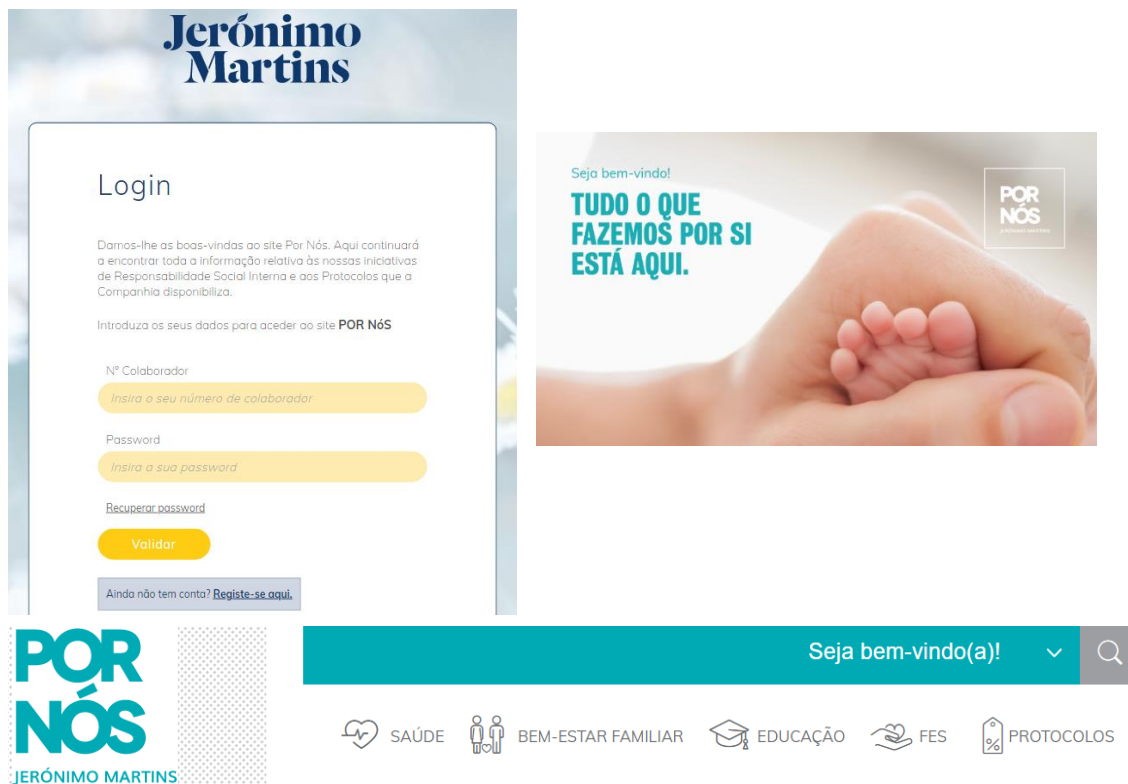 Jerónimo
Martins
Login
Damos-lhe as boas-vindas ao site Por Nós. Aqui continuará
a encontrar toda a informação relativa às nossas iniciativas
de Responsabilidade Social Interna e aos Protocolos que a
Companhia disponibiliza.
Introduza os seus dados para aceder ao site POR NóS
Nº Colaborador
Insira o seu número de colaborador
Password
Insira a sua password
Recuperar password
Validar
Ainda não tem conta? Registe-se aqui.
Seja bem-vindo!
TUDO O QUE
FAZEMOS POR SI
ESTÁ AQUI.
POR
NÓS
JERÓNIMO MARTINS
POR
NÓS
JERÓNIMO MARTINS
Seja bem-vindo(a)!
SAÚDE
BEM-ESTAR FAMILIAR
EDUCAÇÃO
FES
PROTOCOLOS